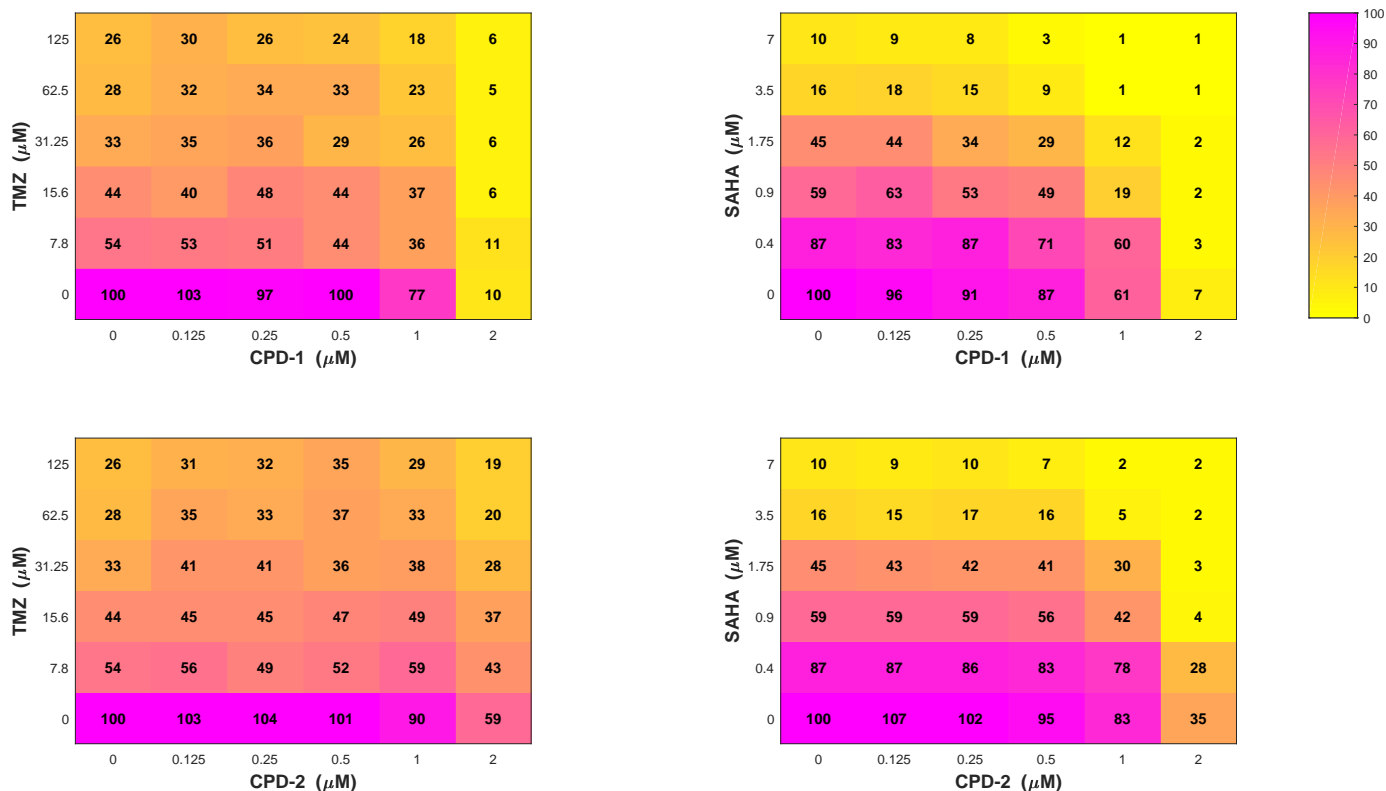 125 26 30 26 24 18 6
62.5 28 32 34 33 23 5
31.25 33 35 36 29 26 6
15.6 44 40 48 44 37 6
7.8 54 53 51 44 36 11
0 100 103 97 100 77 10
0 0.125 0.25 0.5 1 2
TMZ (μM)
CPD-1 (μM)
7 10 9 8 3 1 1
3.5 16 18 15 9 1 1
1.75 45 44 34 29 12 2
0.9 59 63 53 49 19 2
0.4 87 83 87 71 60 3
0 100 96 91 87 61 7
0 0.125 0.25 0.5 1 2
SAHA (μM)
CPD-1 (μM)
100
90
80
70
60
50
40
30
20
10
0
125 26 31 32 35 29 19
62.5 28 35 33 37 33 20
31.25 33 41 41 36 38 28
15.6 44 45 45 47 49 37
7.8 54 56 49 52 59 43
0 100 103 104 101 90 59
0 0.125 0.25 0.5 1 2
TMZ (μM)
CPD-2 (μM)
7 10 9 10 7 2 2
3.5 16 15 17 16 5 2
1.75 45 43 42 41 30 3
0.9 59 59 59 56 42 4
0.4 87 87 86 83 78 28
0 100 107 102 95 83 35
0 0.125 0.25 0.5 1 2
SAHA (μM)
CPD-2 (μM)